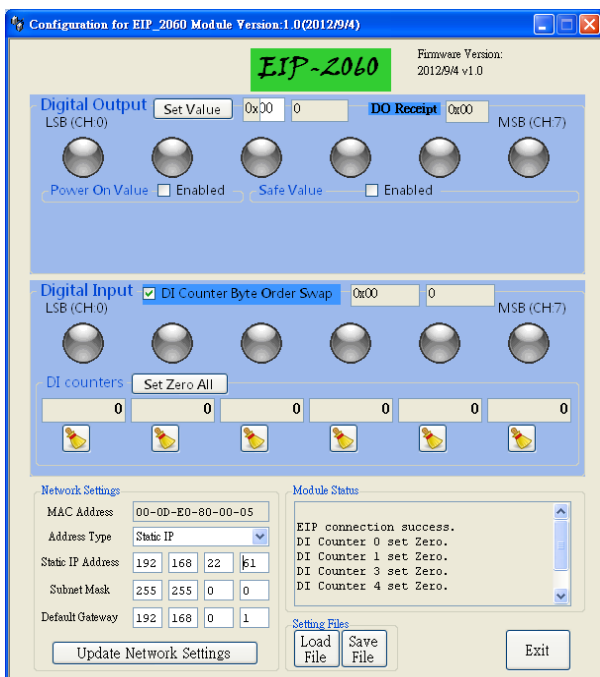 Configuration for EIP_2060 Module Version:1.0(2012/9/4)
EIP-2060
Firmware Version:
2012/9/4 v1.0
Digital Output Set Value 0x00 0 DO Receipt 0x00
LSB (CH:0) MSB (CH:7)
Power On Value Enabled Safe Value Enabled
Digital Input DI Counter Byte Order Swap 0x00 0
LSB (CH:0) MSB (CH:7)
DI counters Set Zero All
0 0 0 0 0 0
Network Settings
MAC Address 00-0D-E0-80-00-05
Address Type Static IP
Static IP Address 192 168 22 61
Subnet Mask 255 255 0 0
Default Gateway 192 168 0 1
Update Network Settings
Module Status
EIP connection success.
DI Counter 0 set Zero.
DI Counter 1 set Zero.
DI Counter 3 set Zero.
DI Counter 4 set Zero.
Setting Files
Load File
Save File
Exit